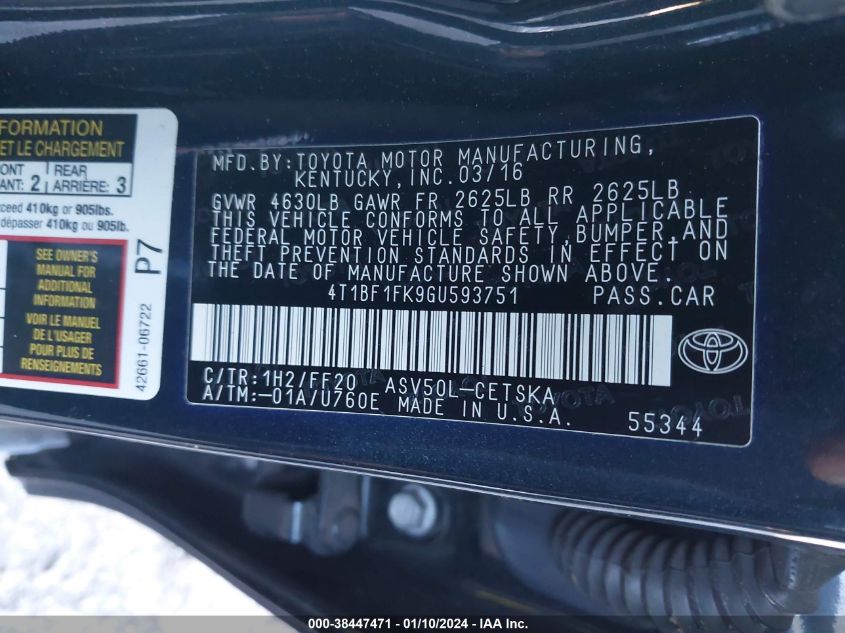 FORMATION
ET LE CHARGEMENT
ONT 2 REAR 3
ANT: ARRIÈRE:
ceed 410kg or 905lbs.
dépasser 410kg ou 905lb.
SEE OWNER'S
MANUAL FOR
ADDITIONAL
INFORMATION
VOIR LE MANUEL
DE L'USAGER
POUR PLUS DE
RENSEIGNEMENTS
P7
42661-06722
MFD.BY:TOYOTA MOTOR MANUFACTURING,
KENTUCKY,INC.03/16
GVWR 4630LB GAWR FR 2625LB RR 2625LB
THIS VEHICLE CONFORMS TO ALL APPLICABLE
FEDERAL MOTOR VEHICLE SAFETY,BUMPER,AND
THEFT PREVENTION STANDARDS IN EFFECT ON
THE DATE OF MANUFACTURE SHOWN ABOVE.
4T1BF1FK9GU593751 PASS.CAR
C/TR:1H2/FF20 ASV50L-CETSKA
A/TM:-01A/U760E MADE IN U.S.A.
55344
000-38447471 - 01/10/2024 - IAA Inc.